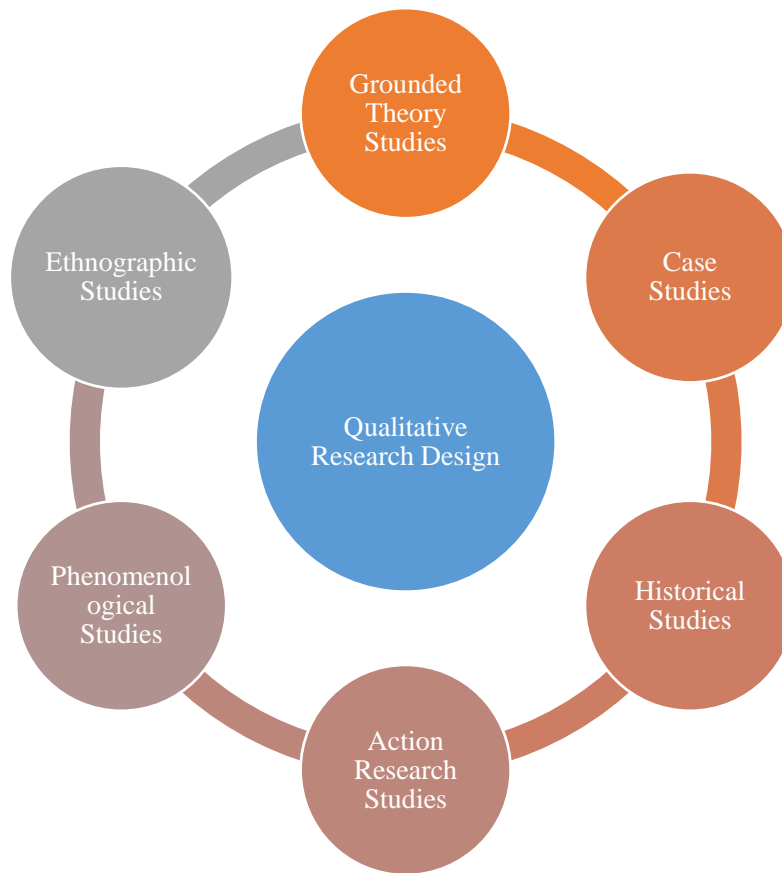 Grounded
Theory
Studies
Case
Studies
Historical
Studies
Action
Research
Studies
Phenomenol
ogical
Studies
Ethnographic
Studies
Qualitative
Research Design